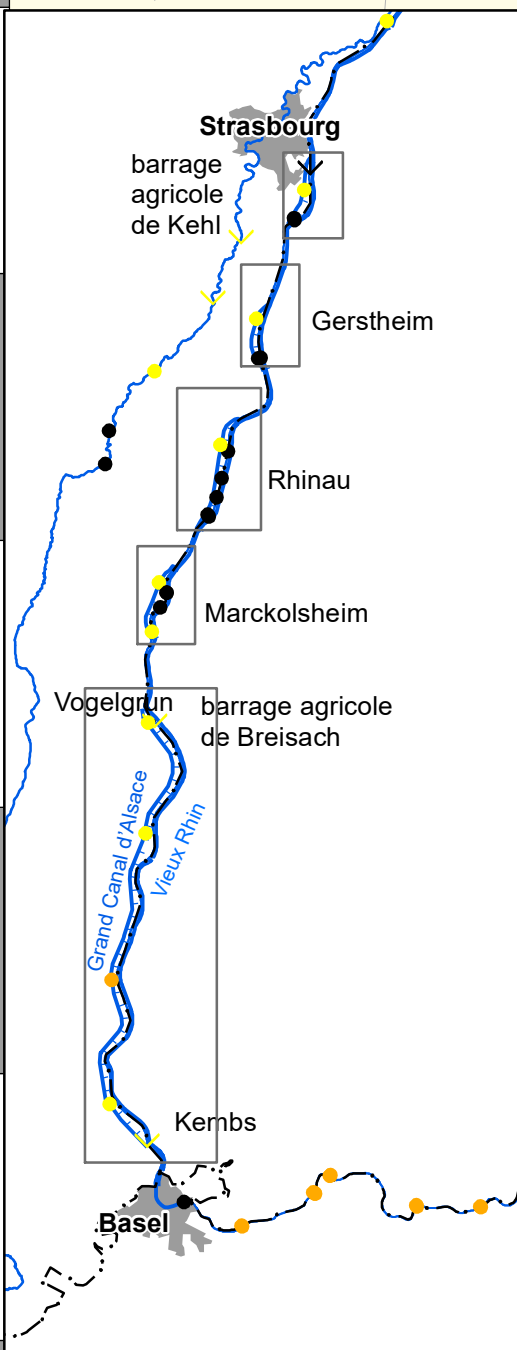 Strasbourg
barrage
agricole
de Kehl
Gerstheim
Rhinau
Marckolsheim
Vogelgrun
barrage agricole
de Breisach
Grand Canal d'Alsace
Vieux Rhin
Kembs
Basel